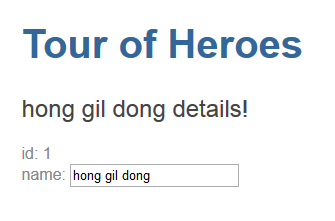 Tour of Heroes
hong gil dong details!
id: 1
name: hong gil dong